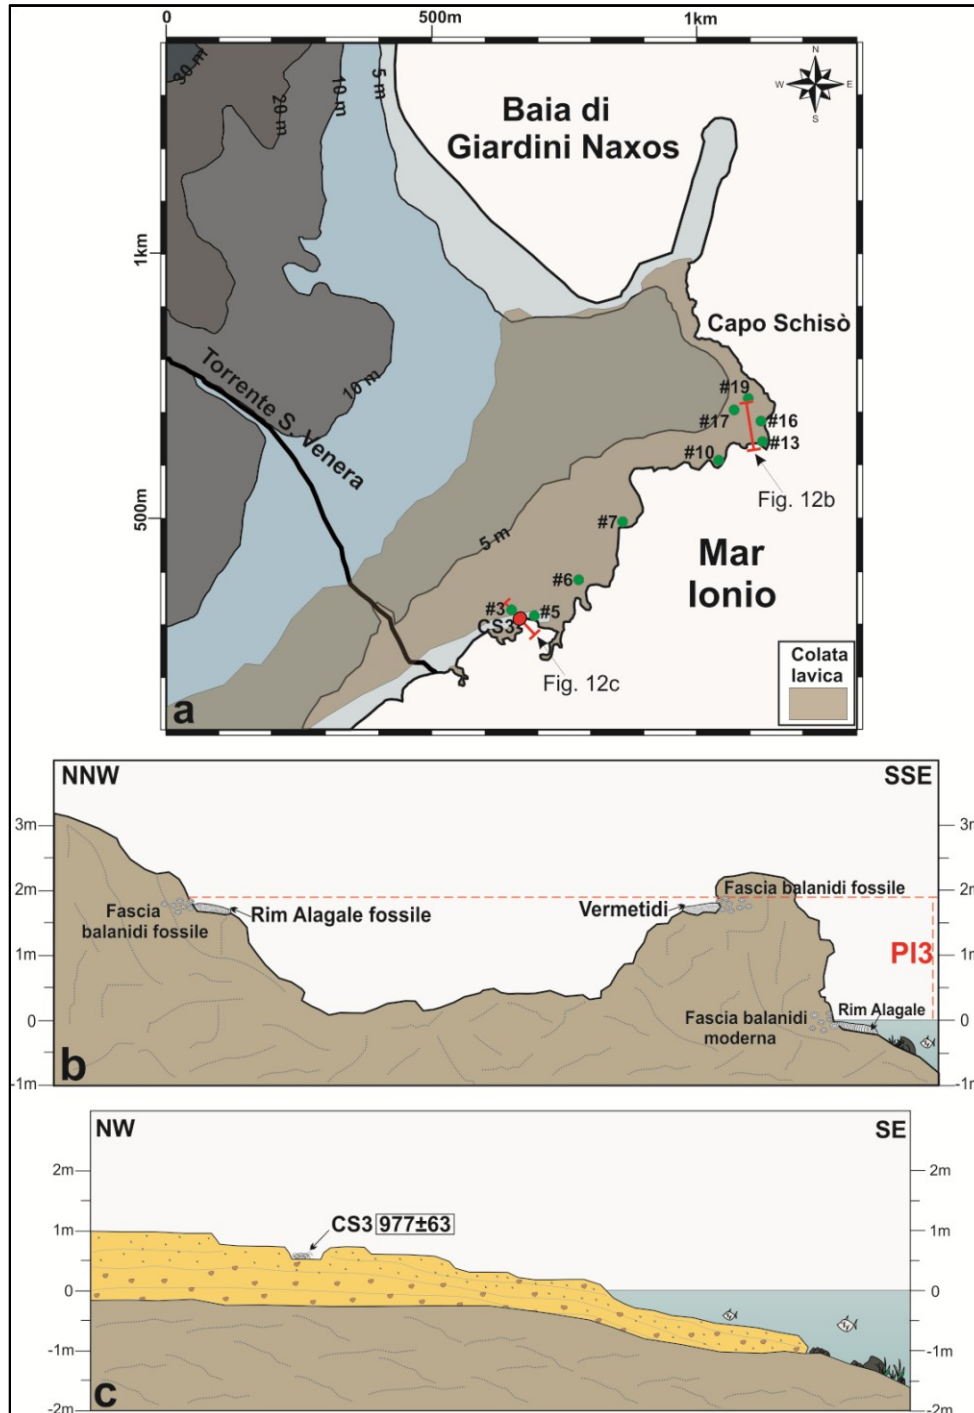 500m
1km
N
W
E
S
30 m
20 m
10 m
5 m
Baia di
Giardini Naxos
1km
Capo Schisò
Torrente S. Venera
10 m
#19
#17
#16
#13
#10
Fig. 12b
500m
#7
5 m
Mar
Ionio
#6
#3
#5
CS3
Fig. 12c
Colata
lavica
a
NNW
SSE
3m
3m
2m
2m
Fascia balanidi fossile
Fascia
balanidi fossile
Rim Alagale fossile
Vermetidi
1m
1m
PI3
0
0
Fascia balanidi
moderna
Rim Alagale
-1m
-1m
b
NW
SE
2m
2m
CS3 977±63
1m
1m
0
0
-1m
-1m
-2m
-2m
c